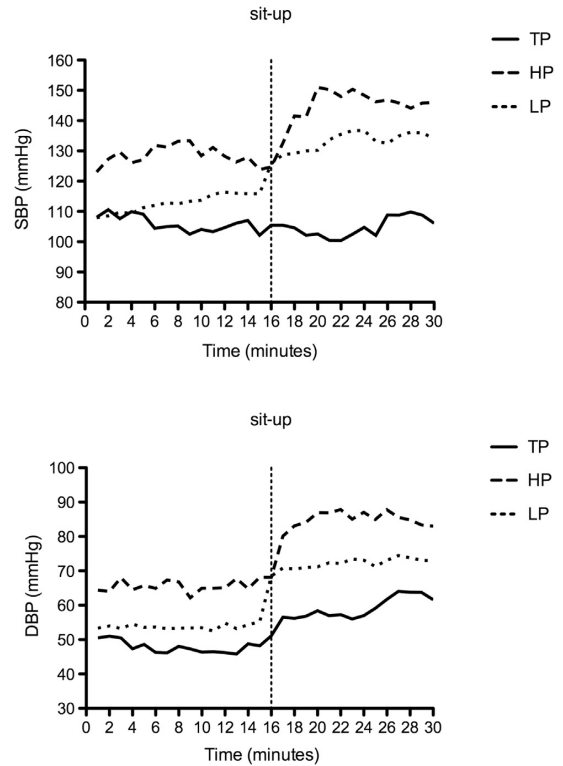 sit-up
TP
HP
LP
SBP (mmHg)
160
150
140
130
120
110
100
90
80
0 2 4 6 8 10 12 14 16 18 20 22 24 26 28 30
Time (minutes)
sit-up
TP
HP
LP
DBP (mmHg)
100
90
80
70
60
50
40
30
0 2 4 6 8 10 12 14 16 18 20 22 24 26 28 30
Time (minutes)